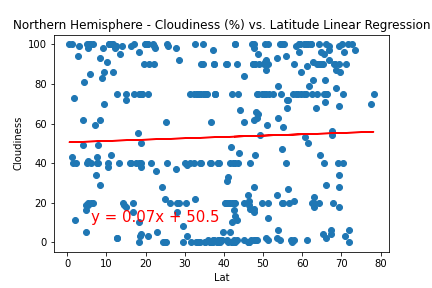 Northern Hemisphere - Cloudiness (%) vs. Latitude Linear Regression
100
80
60
40
20
0
Cloudiness
y = 0.07x + 50.5
0 10 20 30 40 50 60 70 80
Lat